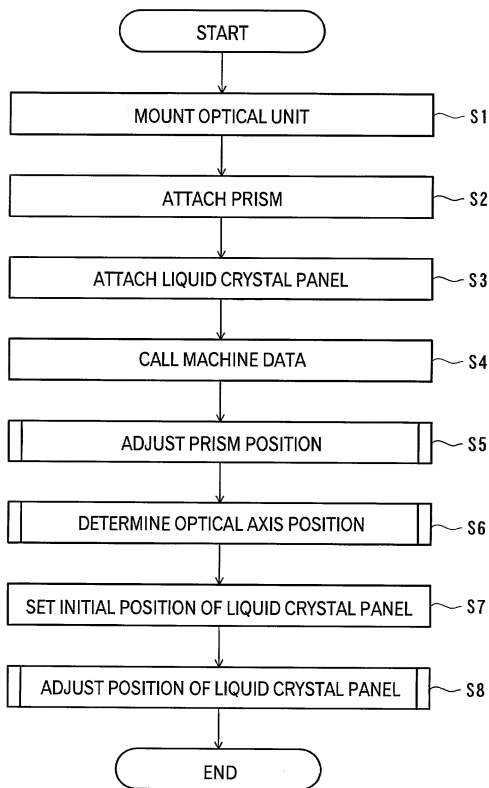 START
MOUNT OPTICAL UNIT
S1
ATTACH PRISM
S2
ATTACH LIQUID CRYSTAL PANEL
S3
CALL MACHINE DATA
S4
ADJUST PRISM POSITION
S5
DETERMINE OPTICAL AXIS POSITION
S6
SET INITIAL POSITION OF LIQUID CRYSTAL PANEL
S7
ADJUST POSITION OF LIQUID CRYSTAL PANEL
S8
END